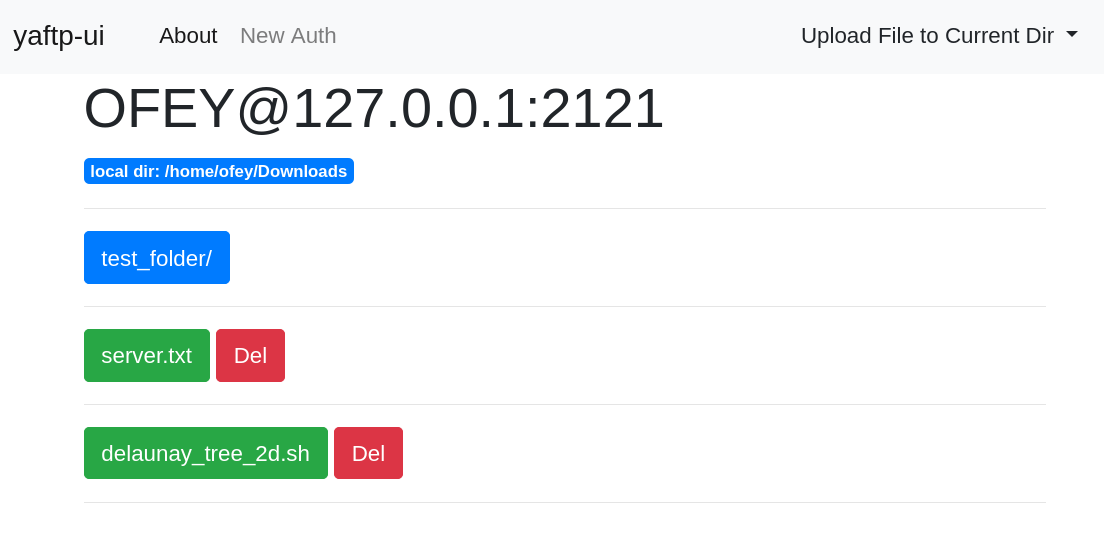 yaftp-ui About New Auth Upload File to Current Dir
OFEY@127.0.0.1:2121
local dir: /home/ofey/Downloads
test_folder/
server.txt Del
delaunay_tree_2d.sh Del